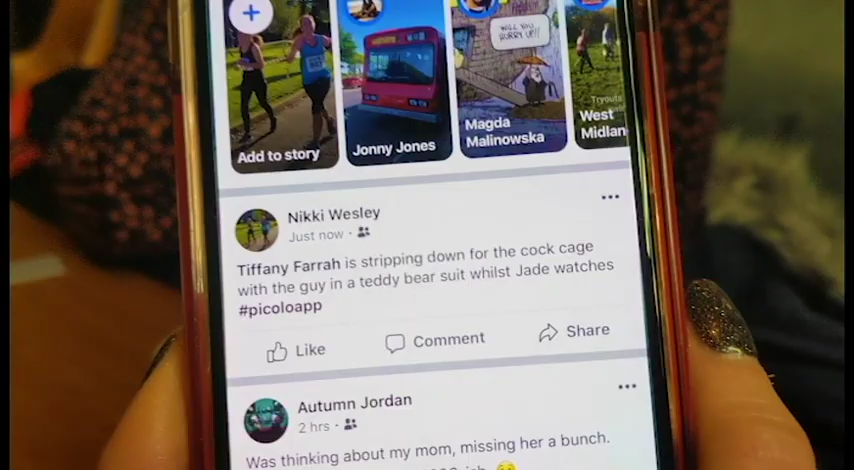 WILL YOU
HURRY UP!!
Add to story
Jonny Jones
Magda
Malinowska
Tryouts
West
Midlan
Nikki Wesley
Just now
Tiffany Farrah is stripping down for the cock cage
with the guy in a teddy bear suit whilst Jade watches
#picoloapp
Like
Comment
Share
Autumn Jordan
2 hrs
Was thinking about my mom, missing her a bunch.